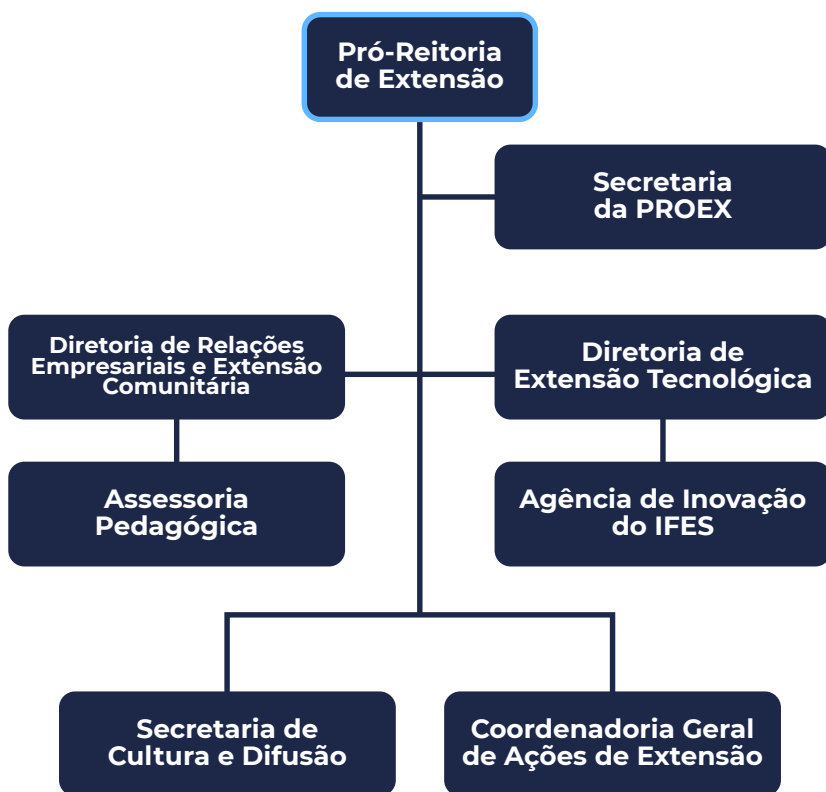 Pró-Reitoria
de Extensão
Secretaria
da PROEX
Diretoria de Relações
Empresariais e Extensão
Comunitária
Diretoria de
Extensão Tecnológica
Assessoria
Pedagógica
Agência de Inovação
do IFES
Secretaria de
Cultura e Difusão
Coordenadoria Geral
de Ações de Extensão